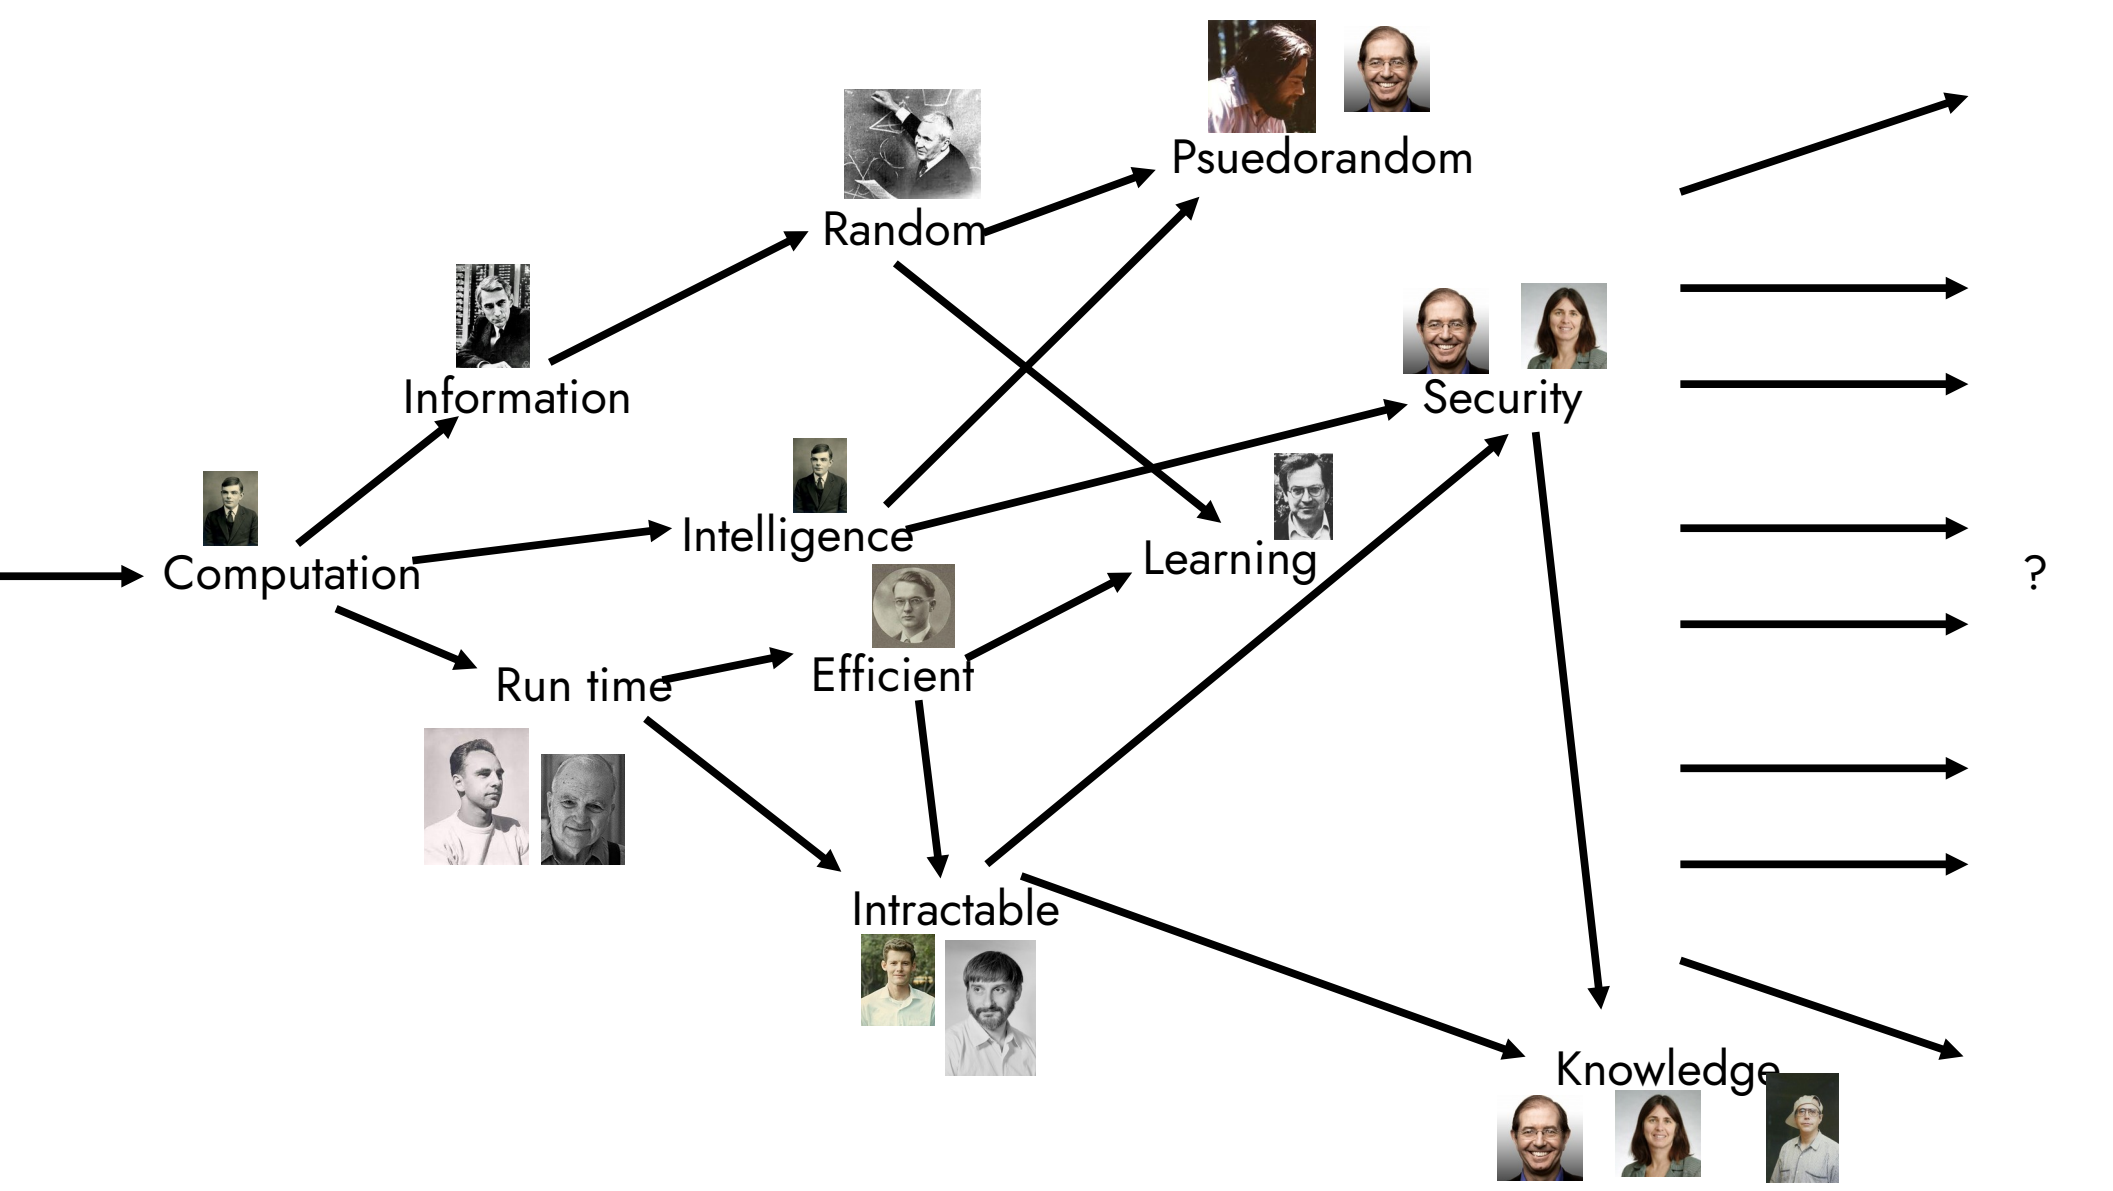 Psuedorandom
Random
Information
Security
Intelligence
Learning
Computation
?
Run time
Efficient
Intractable
Knowledge